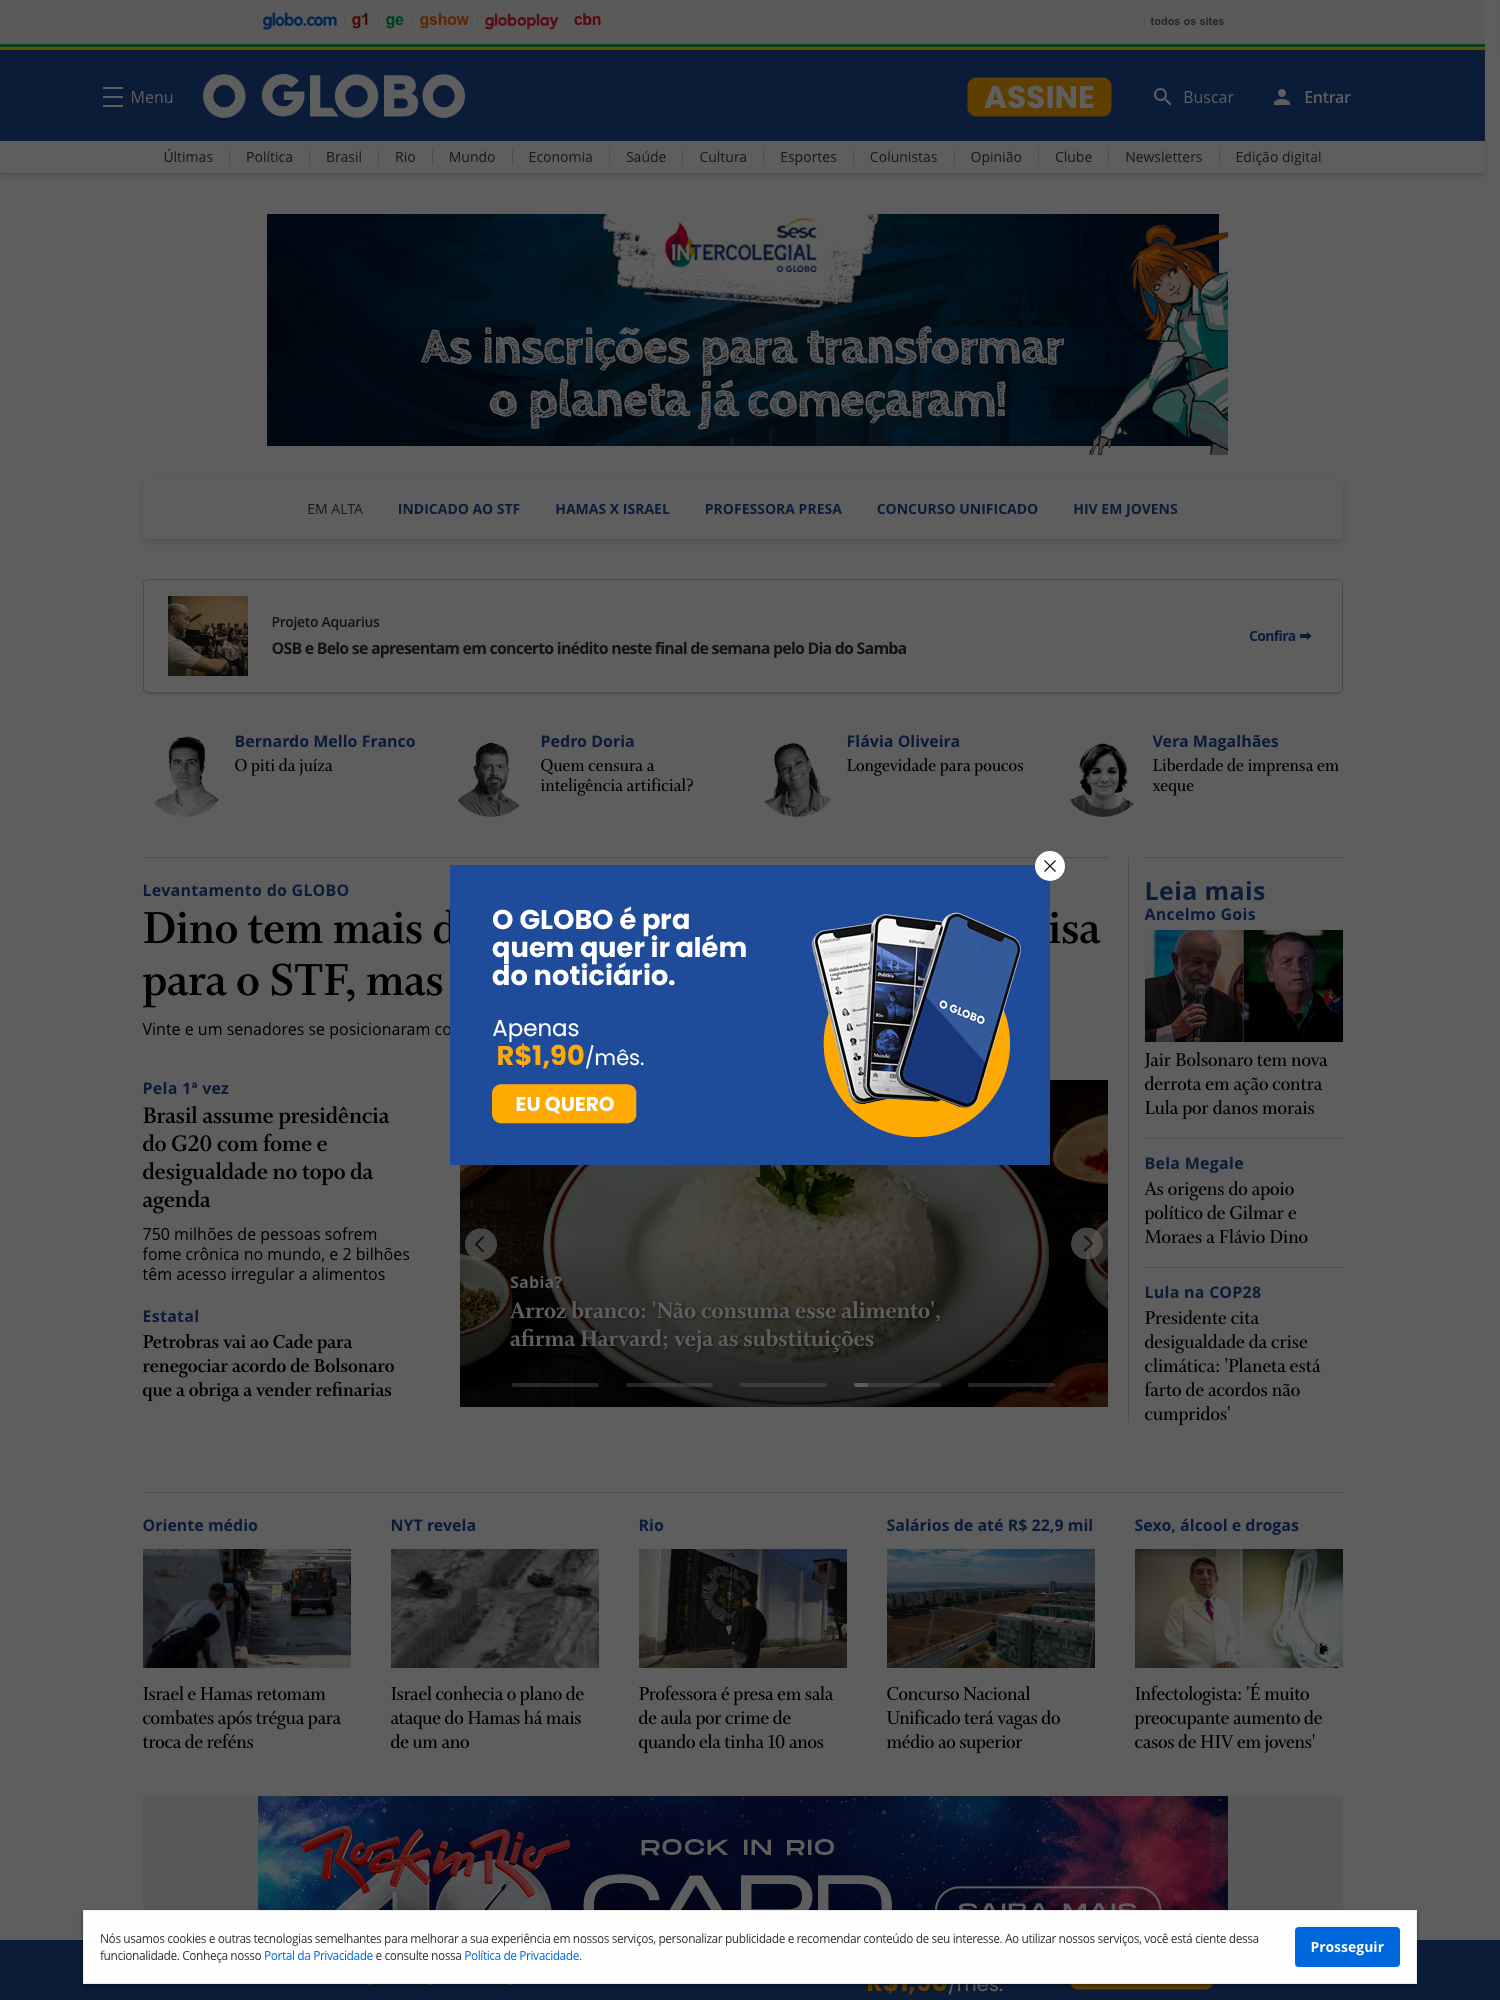 globo.com g1 ge gshow globoplay cbn todos os sites
Menu O GLOBO ASSINE Buscar Entrar
Últimas Política Brasil Rio Mundo Economia Saúde Cultura Esportes Colunistas Opinião Clube Newsletters Edição digital
Sesc
INTERCOLEGIAL
O GLOBO
As inscrições para transformar
o planeta já começaram!
EM ALTA INDICADO AO STF HAMAS X ISRAEL PROFESSORA PRESA CONCURSO UNIFICADO HIV EM JOVENS
Projeto Aquarius
OSB e Belo se apresentam em concerto inédito neste final de semana pelo Dia do Samba
Confira ➡
Bernardo Mello Franco
O piti da juíza
Pedro Doria
Quem censura a
inteligência artificial?
Flávia Oliveira
Longevidade para poucos
Vera Magalhães
Liberdade de imprensa em
xeque
Levantamento do GLOBO
Dino tem mais d isa
para o STF, mas
Vinte e um senadores se posicionaram co
O GLOBO é pra
quem quer ir além
do noticiário.
Apenas
R$1,90/mês.
EU QUERO
Política
Rio
Mundo
O GLOBO
Pela 1ª vez
Brasil assume presidência
do G20 com fome e
desigualdade no topo da
agenda
750 milhões de pessoas sofrem
fome crônica no mundo, e 2 bilhões
têm acesso irregular a alimentos
Estatal
Petrobras vai ao Cade para
renegociar acordo de Bolsonaro
que a obriga a vender refinarias
Sabia?
Arroz branco: 'Não consuma esse alimento',
afirma Harvard; veja as substituições
Leia mais
Ancelmo Gois
Jair Bolsonaro tem nova
derrota em ação contra
Lula por danos morais
Bela Megale
As origens do apoio
político de Gilmar e
Moraes a Flávio Dino
Lula na COP28
Presidente cita
desigualdade da crise
climática: 'Planeta está
farto de acordos não
cumpridos'
Oriente médio
Israel e Hamas retomam
combates após trégua para
troca de reféns
NYT revela
Israel conhecia o plano de
ataque do Hamas há mais
de um ano
Rio
Professora é presa em sala
de aula por crime de
quando ela tinha 10 anos
Salários de até R$ 22,9 mil
Concurso Nacional
Unificado terá vagas do
médio ao superior
Sexo, álcool e drogas
Infectologista: 'É muito
preocupante aumento de
casos de HIV em jovens'
Rock in Rio
ROCK IN RIO
CARD
SAIBA MAIS
Nós usamos cookies e outras tecnologias semelhantes para melhorar a sua experiência em nossos serviços, personalizar publicidade e recomendar conteúdo de seu interesse. Ao utilizar nossos serviços, você está ciente dessa
funcionalidade. Conheça nosso Portal da Privacidade e consulte nossa Política de Privacidade.
Prosseguir
R$1,90/mês.